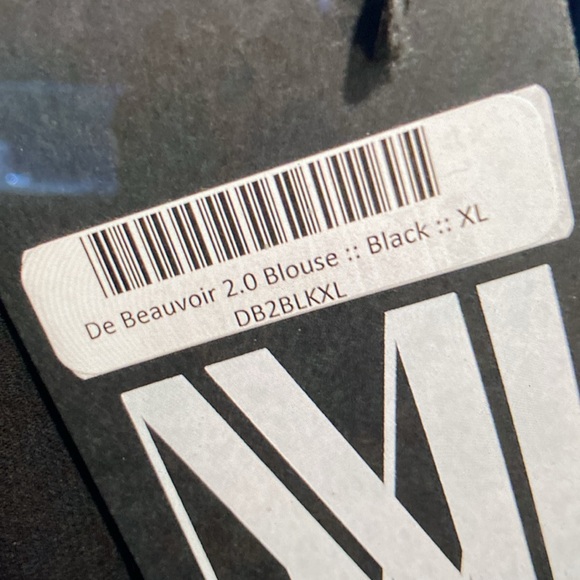 De Beauvoir 2.0 Blouse :: Black :: XL
DB2BLKXL